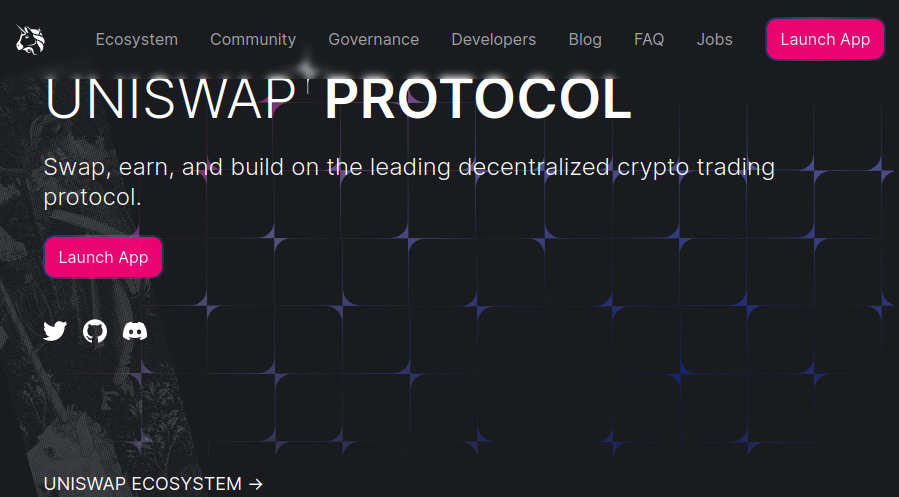 Ecosystem Community Governance Developers Blog FAQ Jobs Launch App
UNISWAP PROTOCOL
Swap, earn, and build on the leading decentralized crypto trading
protocol.
Launch App
UNISWAP ECOSYSTEM →